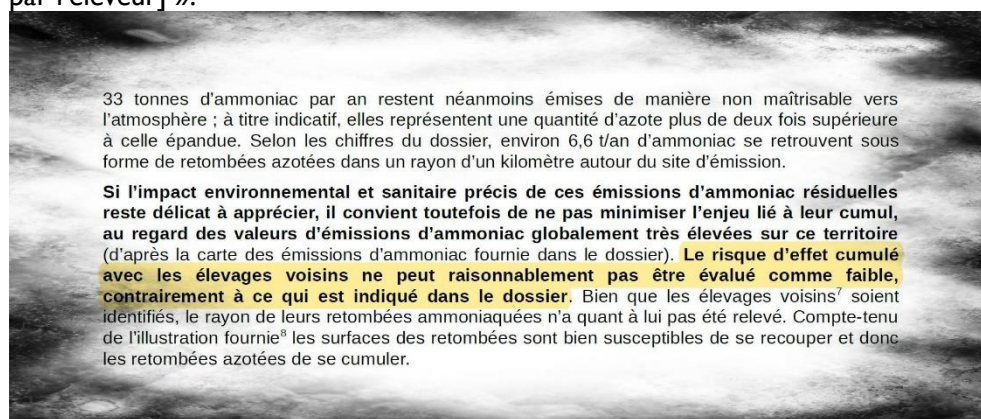 par l'éleveur] ».
33 tonnes d'ammoniac par an restent néanmoins émises de manière non maîtrisable vers
l'atmosphère ; à titre indicatif, elles représentent une quantité d'azote plus de deux fois supérieure
à celle épandue. Selon les chiffres du dossier, environ 6,6 t/an d'ammoniac se retrouvent sous
forme de retombées azotées dans un rayon d'un kilomètre autour du site d'émission.
Si l'impact environnemental et sanitaire précis de ces émissions d'ammoniac résiduelles
reste délicat à apprécier, il convient toutefois de ne pas minimiser l'enjeu lié à leur cumul,
au regard des valeurs d'émissions d'ammoniac globalement très élevées sur ce territoire
(d'après la carte des émissions d'ammoniac fournie dans le dossier). Le risque d'effet cumulé
avec les élevages voisins ne peut raisonnablement pas être évalué comme faible,
contrairement à ce qui est indiqué dans le dossier. Bien que les élevages voisins⁷ soient
identifiés, le rayon de leurs retombées ammoniaquées n'a quant à lui pas été relevé. Compte-tenu
de l'illustration fournie⁸ les surfaces des retombées sont bien susceptibles de se recouper et donc
les retombées azotées de se cumuler.